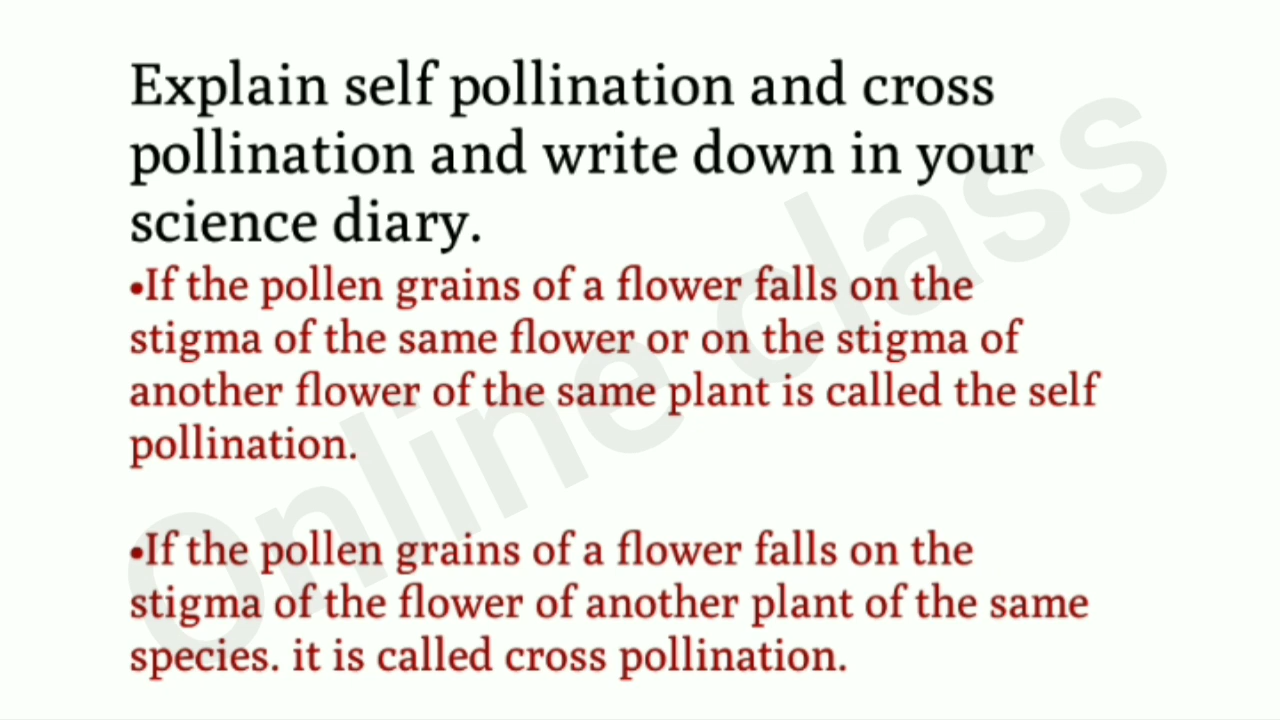 Explain self pollination and cross
pollination and write down in your
science diary.
•If the pollen grains of a flower falls on the
stigma of the same flower or on the stigma of
another flower of the same plant is called the self
pollination.
•If the pollen grains of a flower falls on the
stigma of the flower of another plant of the same
species. it is called cross pollination.
Online class